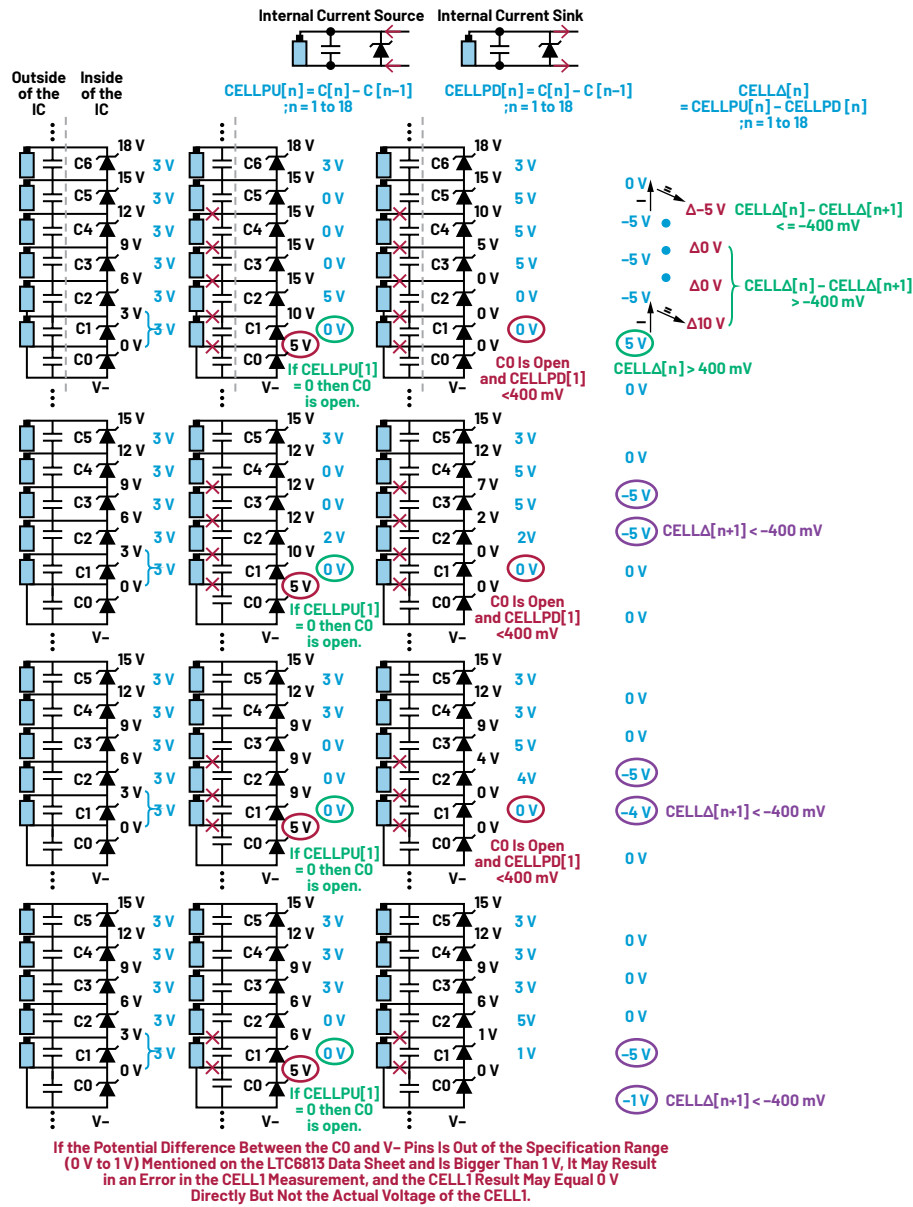 Internal Current Source
Internal Current Sink
Outside
of the
IC
Inside
of the
IC
CELLPU[n] = C[n] – C [n–1]
;n = 1 to 18
CELLPD[n] = C[n] – C [n–1]
;n = 1 to 18
CELL∆[n]
= CELLPU[n] – CELLPD [n]
;n = 1 to 18
18 V
C6
3 V
15 V
C5
3 V
12 V
C4
3 V
9 V
C3
3 V
6 V
C2
3 V
3 V
C1
3 V
0 V
C0
V–
18 V
C6
3 V
15 V
C5
0 V
15 V
C4
0 V
15 V
C3
0 V
15 V
C2
5 V
10 V
C1
0 V
5 V
C0
V–
If CELLPU[1]
= 0 then C0
is open.
18 V
C6
3 V
15 V
C5
5 V
10 V
C4
5 V
5 V
C3
5 V
0 V
C2
0 V
0 V
C1
0 V
0 V
C0
V–
C0 Is Open
and CELLPD[1]
<400 mV
0 V
–
=
∆–5 V
CELL∆[n] – CELL∆[n+1]
<= –400 mV
–5 V
∆0 V
–5 V
∆0 V
CELL∆[n] – CELL∆[n+1]
> –400 mV
–5 V
–
=
∆10 V
5 V
CELL∆[n] > 400 mV
0 V
15 V
C5
3 V
12 V
C4
3 V
9 V
C3
3 V
6 V
C2
3 V
3 V
C1
3 V
0 V
C0
V–
15 V
C5
3 V
12 V
C4
0 V
12 V
C3
0 V
12 V
C2
2 V
10 V
C1
0 V
5 V
C0
V–
If CELLPU[1]
= 0 then C0
is open.
15 V
C5
3 V
12 V
C4
5 V
7 V
C3
5 V
2 V
C2
2V
0 V
C1
0 V
0 V
C0
V–
C0 Is Open
and CELLPD[1]
<400 mV
0 V
–5 V
–5 V
CELL∆[n+1] < –400 mV
0 V
0 V
15 V
C5
3 V
12 V
C4
3 V
9 V
C3
3 V
6 V
C2
3 V
3 V
C1
3 V
0 V
C0
V–
15 V
C5
3 V
12 V
C4
3 V
9 V
C3
0 V
9 V
C2
0 V
9 V
C1
0 V
5 V
C0
V–
If CELLPU[1]
= 0 then C0
is open.
15 V
C5
3 V
12 V
C4
3 V
9 V
C3
5 V
4 V
C2
4V
0 V
C1
0 V
0 V
C0
V–
C0 Is Open
and CELLPD[1]
<400 mV
0 V
0 V
–5 V
–4 V
CELL∆[n+1] < –400 mV
0 V
15 V
C5
3 V
12 V
C4
3 V
9 V
C3
3 V
6 V
C2
3 V
3 V
C1
3 V
0 V
C0
V–
15 V
C5
3 V
12 V
C4
3 V
9 V
C3
3 V
6 V
C2
0 V
6 V
C1
0 V
5 V
C0
V–
If CELLPU[1]
= 0 then C0
is open.
15 V
C5
3 V
12 V
C4
3 V
9 V
C3
3 V
6 V
C2
5V
1 V
C1
1 V
0 V
C0
V–
0 V
0 V
0 V
–5 V
–1 V
CELL∆[n+1] < –400 mV
If the Potential Difference Between the C0 and V– Pins Is Out of the Specification Range
(0 V to 1 V) Mentioned on the LTC6813 Data Sheet and Is Bigger Than 1 V, It May Result
in an Error in the CELL1 Measurement, and the CELL1 Result May Equal 0 V
Directly But Not the Actual Voltage of the CELL1.